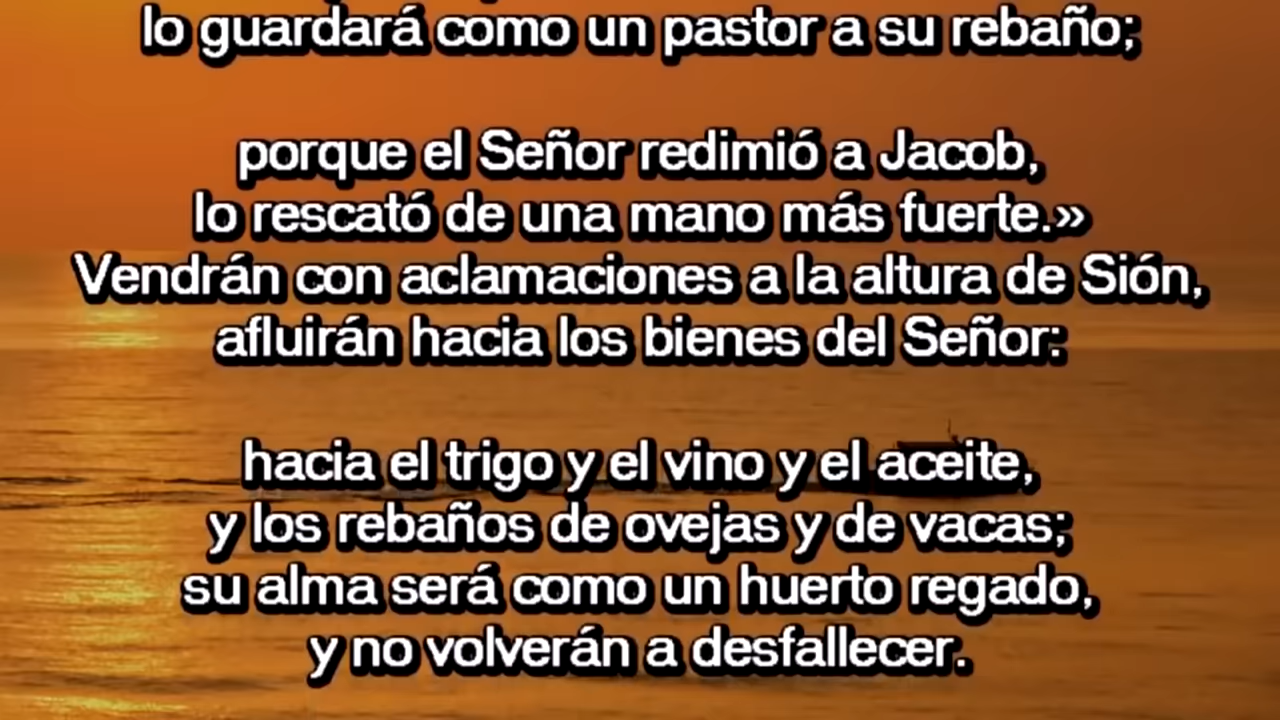 lo guardará como un pastor a su rebaño;
porque el Señor redimió a Jacob,
lo rescató de una mano más fuerte.»
Vendrán con aclamaciones a la altura de Sión,
afluirán hacia los bienes del Señor:
hacia el trigo y el vino y el aceite,
y los rebaños de ovejas y de vacas;
su alma será como un huerto regado,
y no volverán a desfallecer.